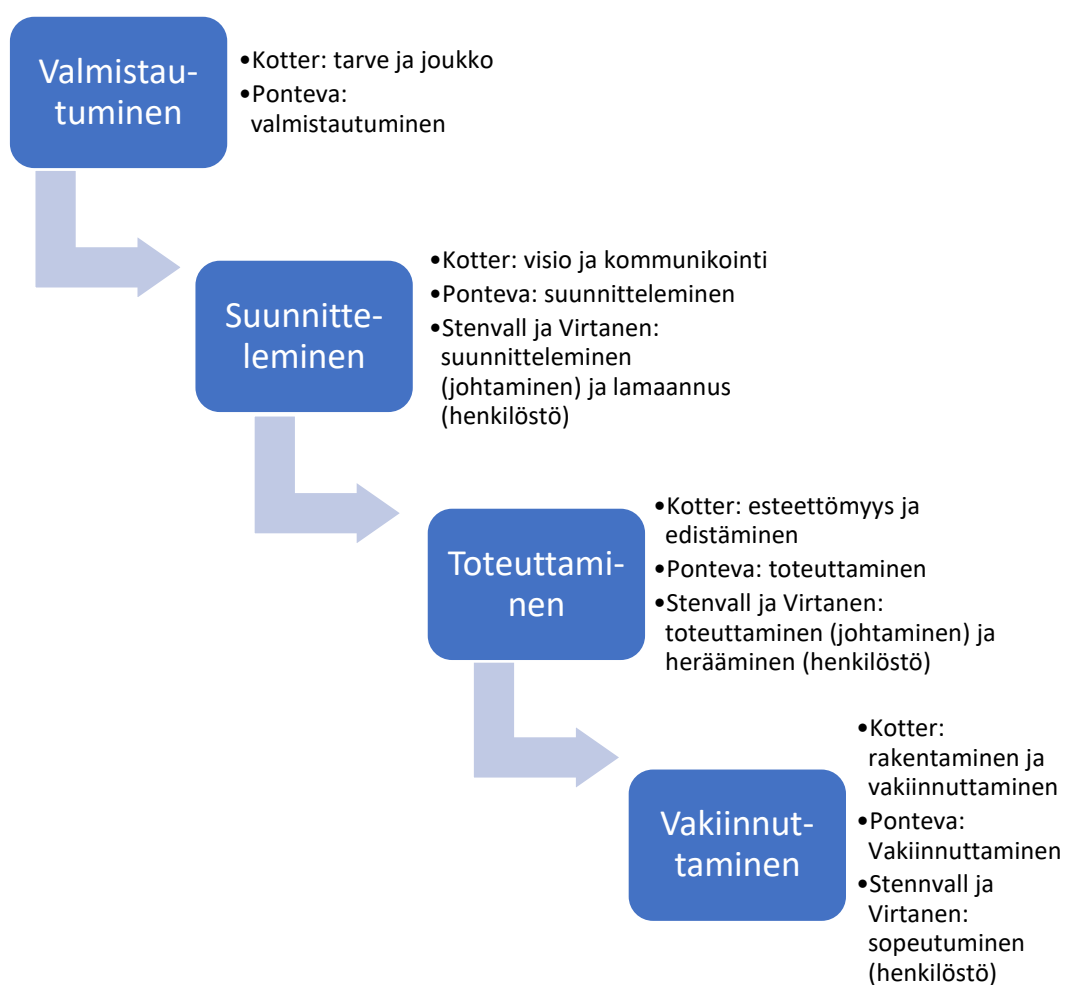 Valmistau-
tuminen
•Kotter: tarve ja joukko
•Ponteva:
valmistautuminen
Suunnitte-
leminen
•Kotter: visio ja kommunikointi
•Ponteva: suunnitteleminen
•Stenvall ja Virtanen:
suunnitteleminen
(johtaminen) ja lamaannus
(henkilöstö)
Toteuttami-
nen
•Kotter: esteettömyys ja
edistäminen
•Ponteva: toteuttaminen
•Stenvall ja Virtanen:
toteuttaminen (johtaminen) ja
herääminen (henkilöstö)
Vakiinnut-
taminen
•Kotter:
rakentaminen ja
vakiinnuttaminen
•Ponteva:
Vakiinnuttaminen
•Stennvall ja
Virtanen:
sopeutuminen
(henkilöstö)